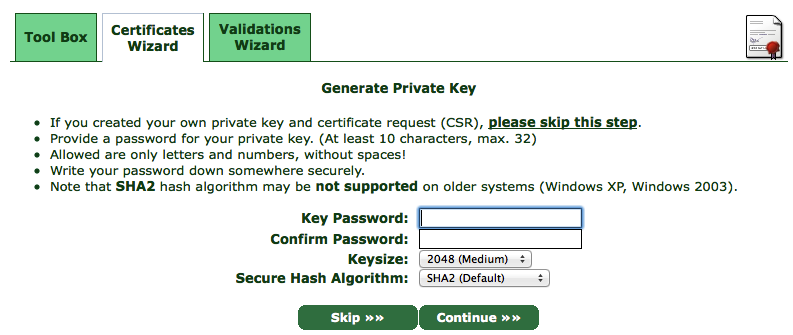 Tool Box
Certificates
Wizard
Validations
Wizard
Generate Private Key
• If you created your own private key and certificate request (CSR), please skip this step.
• Provide a password for your private key. (At least 10 characters, max. 32)
• Allowed are only letters and numbers, without spaces!
• Write your password down somewhere securely.
• Note that SHA2 hash algorithm may be not supported on older systems (Windows XP, Windows 2003).
Key Password:
Confirm Password:
Keysize: 2048 (Medium)
Secure Hash Algorithm: SHA2 (Default)
Skip »» Continue »»